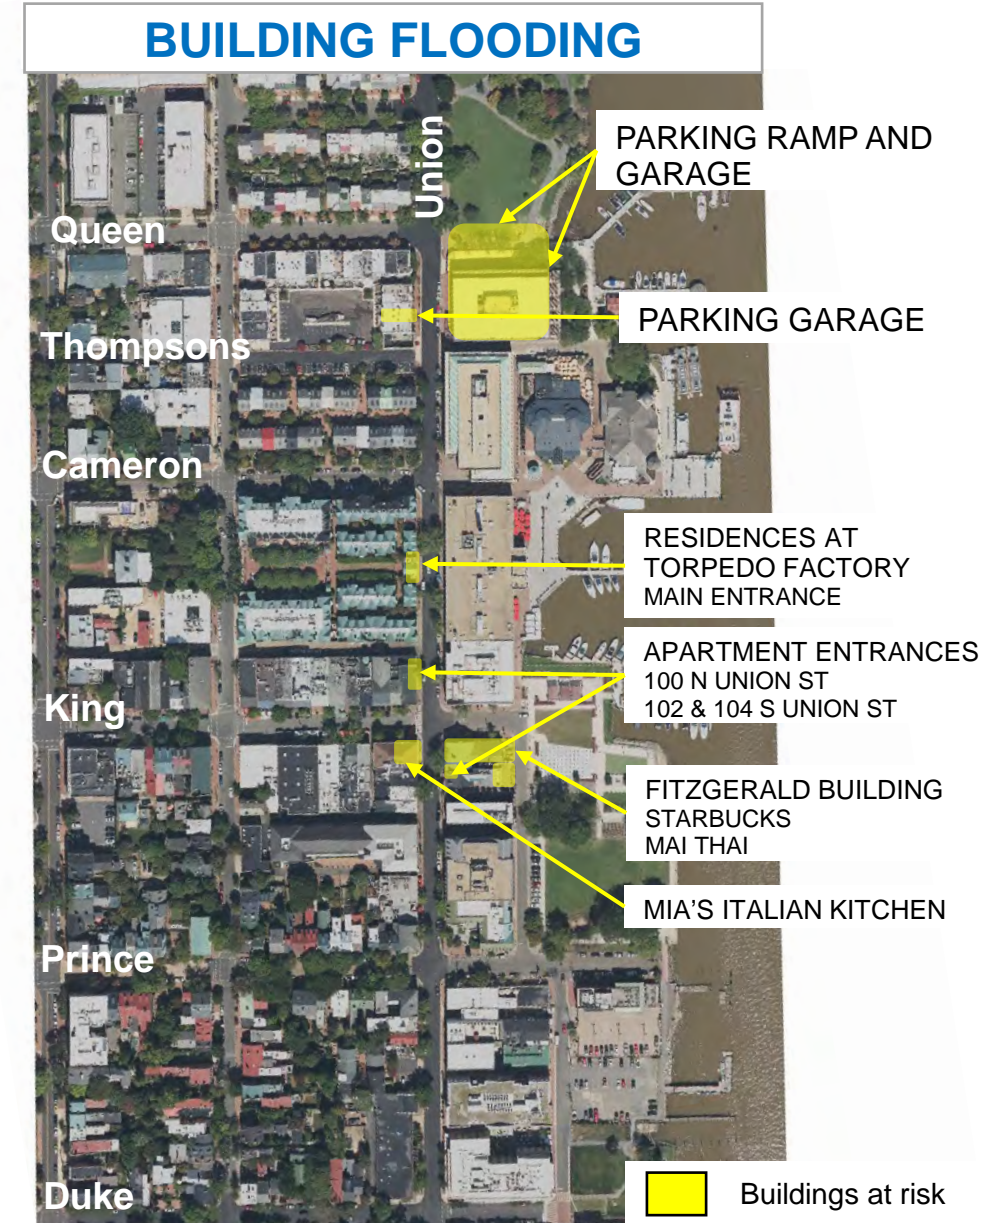 BUILDING FLOODING
Union
PARKING RAMP AND
GARAGE
Queen
PARKING GARAGE
Thompsons
Cameron
RESIDENCES AT
TORPEDO FACTORY
MAIN ENTRANCE
APARTMENT ENTRANCES
100 N UNION ST
102 & 104 S UNION ST
King
FITZGERALD BUILDING
STARBUCKS
MAI THAI
MIA'S ITALIAN KITCHEN
Prince
Duke
Buildings at risk